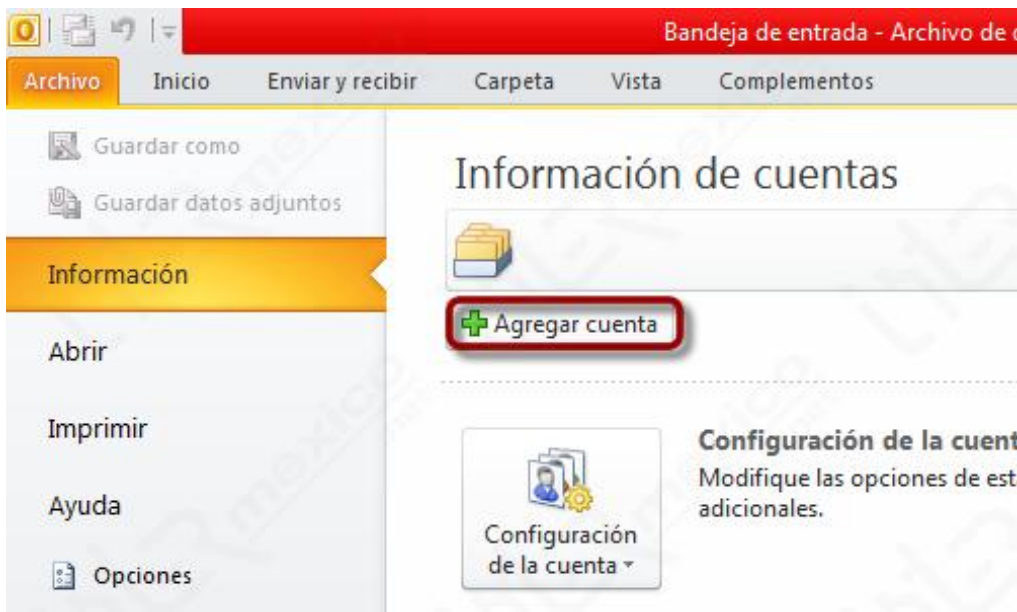 Bandeja de entrada - Archivo de
Archivo Inicio Enviar y recibir Carpeta Vista Complementos
Guardar como
Guardar datos adjuntos
Información
Abrir
Imprimir
Ayuda
Opciones
Información de cuentas
Agregar cuenta
Configuración
de la cuenta
Configuración de la cuent
Modifique las opciones de est
adicionales.